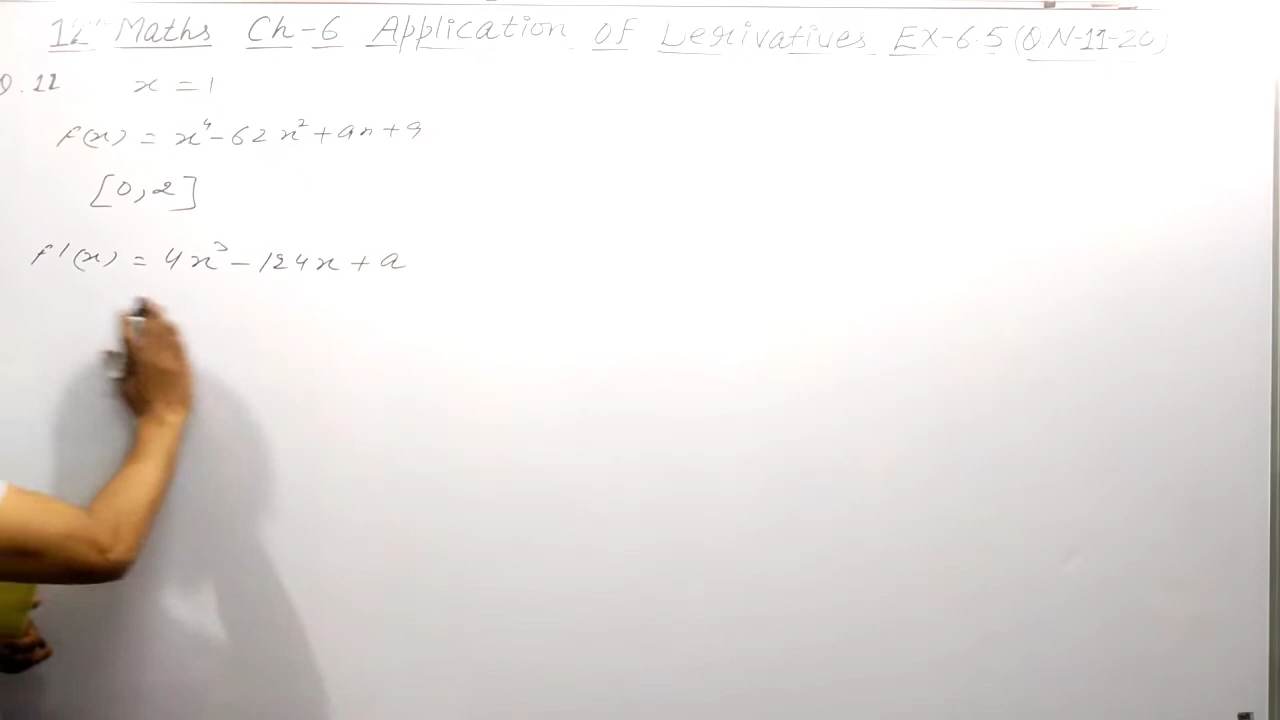 12th Maths Ch-6 Application of Derivatives EX-6.5 (Q N-11-20)
Q.11 x = 1
f(x) = x⁴ - 62x² + ax + 9
[0, 2]
f'(x) = 4x³ - 124x + a